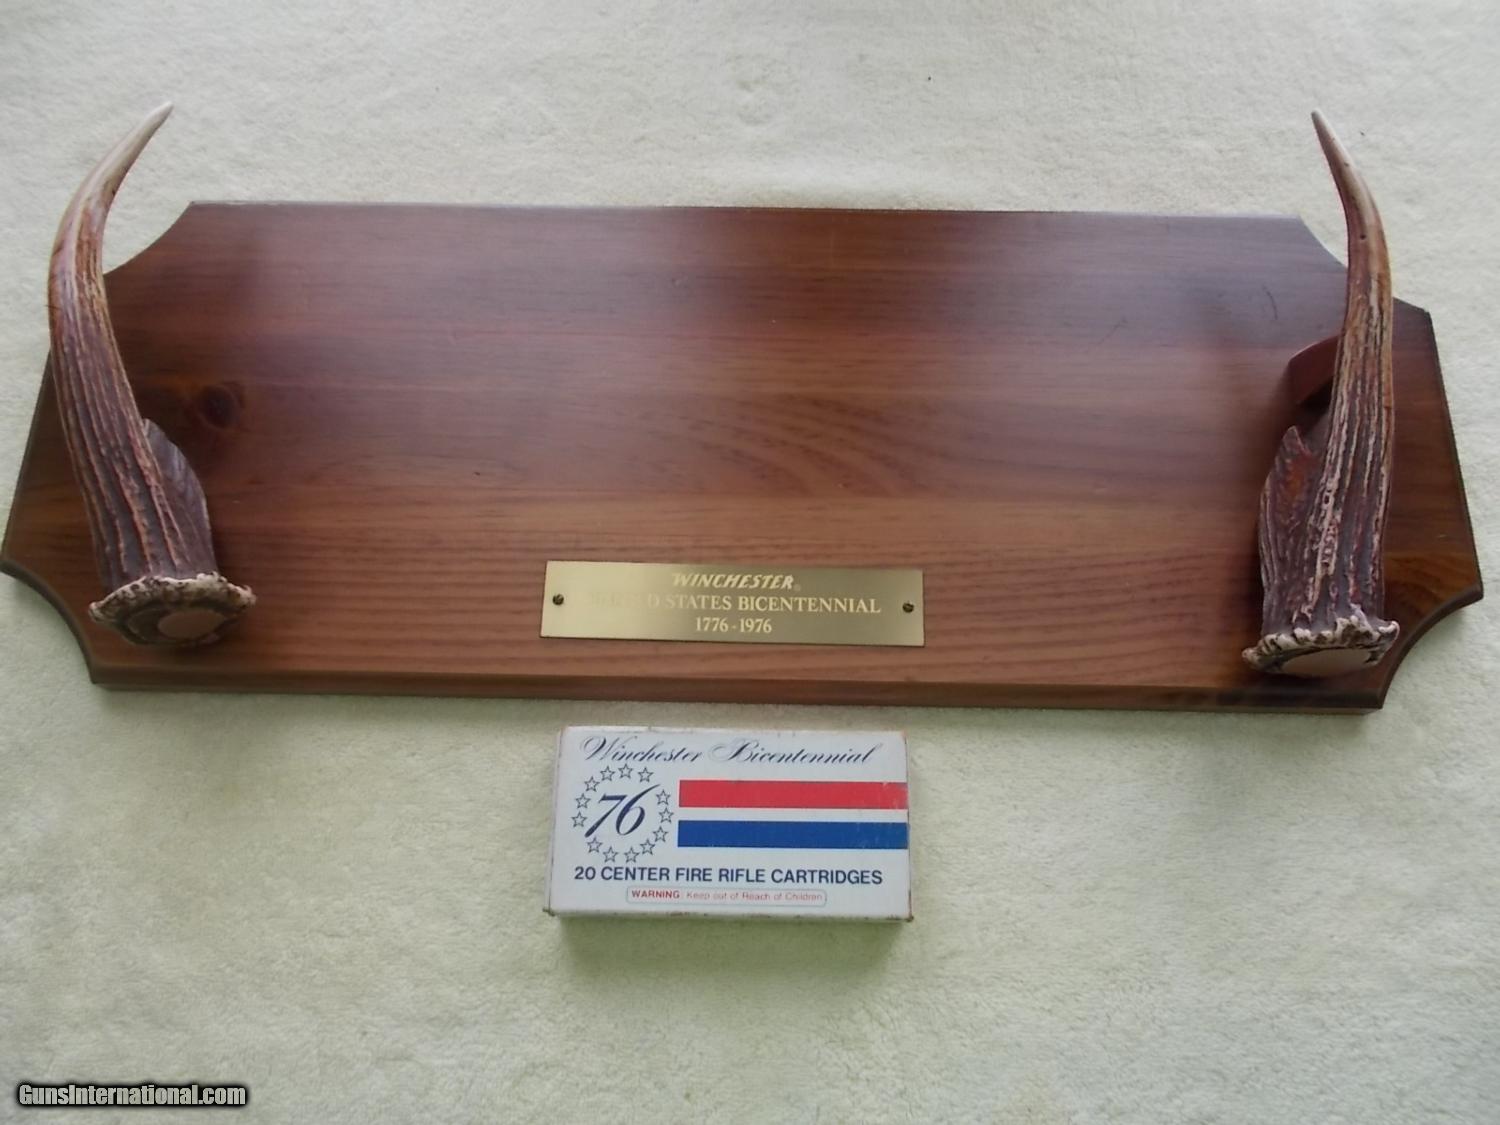 WINCHESTER®
STATES BICENTENNIAL
1776-1976
Winchester Bicentennial
76
20 CENTER FIRE RIFLE CARTRIDGES
WARNING: Keep out of Reach of Children
GunsInternational.com